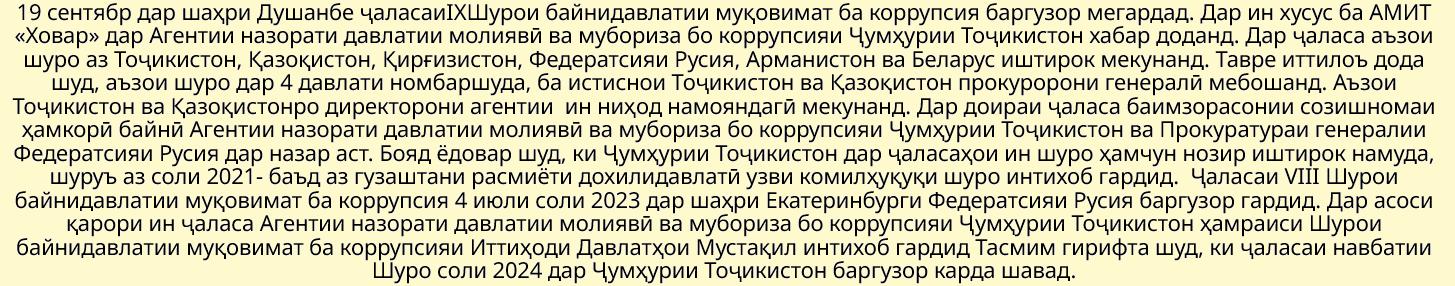 19 сентябр дар шаҳри Душанбе ҷаласаиIXШурои байнидавлатии муқовимат ба коррупсия баргузор мегардад. Дар ин хусус ба АМИТ
«Ховар» дар Агентии назорати давлатии молиявӣ ва мубориза бо коррупсияи Ҷумҳурии Тоҷикистон хабар доданд. Дар ҷаласа аъзои
шуро аз Тоҷикистон, Қазоқистон, Қирғизистон, Федератсияи Русия, Арманистон ва Беларус иштирок мекунанд. Тавре иттилоъ дода
шуд, аъзои шуро дар 4 давлати номбаршуда, ба истиснои Тоҷикистон ва Қазоқистон прокуророни генералӣ мебошанд. Аъзои
Тоҷикистон ва Қазоқистонро директорони агентии  ин ниҳод намояндагӣ мекунанд. Дар доираи ҷаласа баимзорасонии созишномаи
ҳамкорӣ байнӣ Агентии назорати давлатии молиявӣ ва мубориза бо коррупсияи Ҷумҳурии Тоҷикистон ва Прокуратураи генералии
Федератсияи Русия дар назар аст. Бояд ёдовар шуд, ки Ҷумҳурии Тоҷикистон дар ҷаласаҳои ин шуро ҳамчун нозир иштирок намуда,
шуруъ аз соли 2021- баъд аз гузаштани расмиёти дохилидавлатӣ узви комилҳуқуқи шуро интихоб гардид.  Ҷаласаи VIII Шурои
байнидавлатии муқовимат ба коррупсия 4 июли соли 2023 дар шаҳри Екатеринбурги Федератсияи Русия баргузор гардид. Дар асоси
қарори ин ҷаласа Агентии назорати давлатии молиявӣ ва мубориза бо коррупсияи Ҷумҳурии Тоҷикистон ҳамраиси Шурои
байнидавлатии муқовимат ба коррупсияи Иттиҳоди Давлатҳои Мустақил интихоб гардид Тасмим гирифта шуд, ки ҷаласаи навбатии
Шуро соли 2024 дар Ҷумҳурии Тоҷикистон баргузор карда шавад.